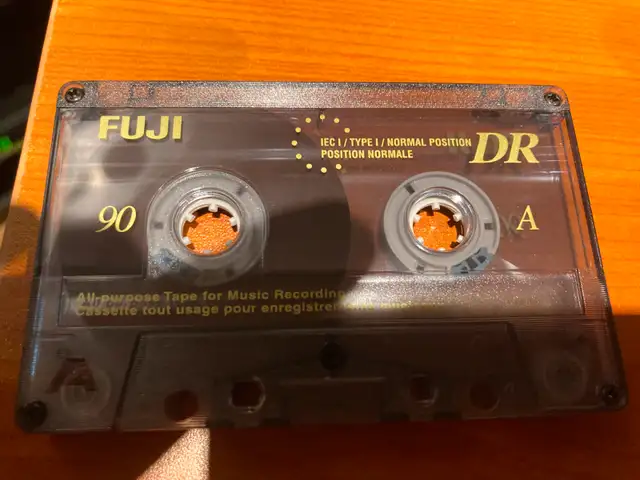 FUJI
IEC I / TYPE I / NORMAL POSITION
POSITION NORMALE
DR
90
A
All-purpose Tape for Music Recording
Cassette tout usage pour